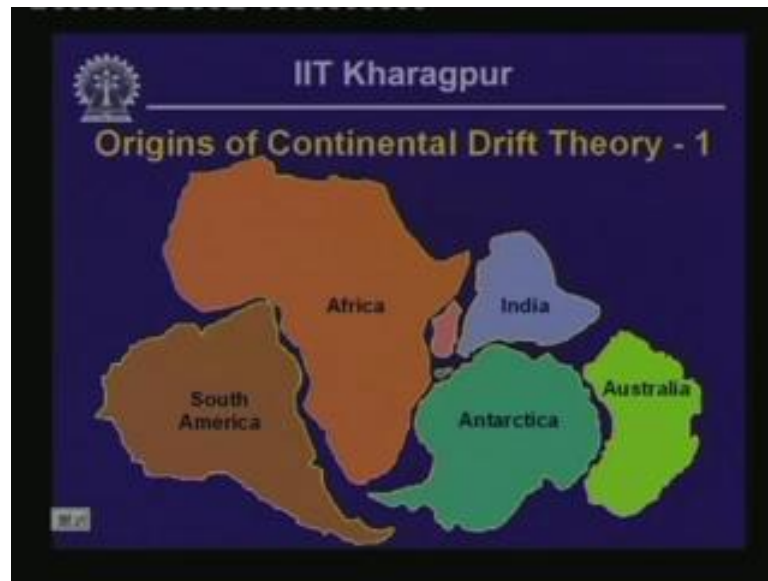 IIT Kharagpur
Origins of Continental Drift Theory - 1
Africa
India
South
America
Antarctica
Australia